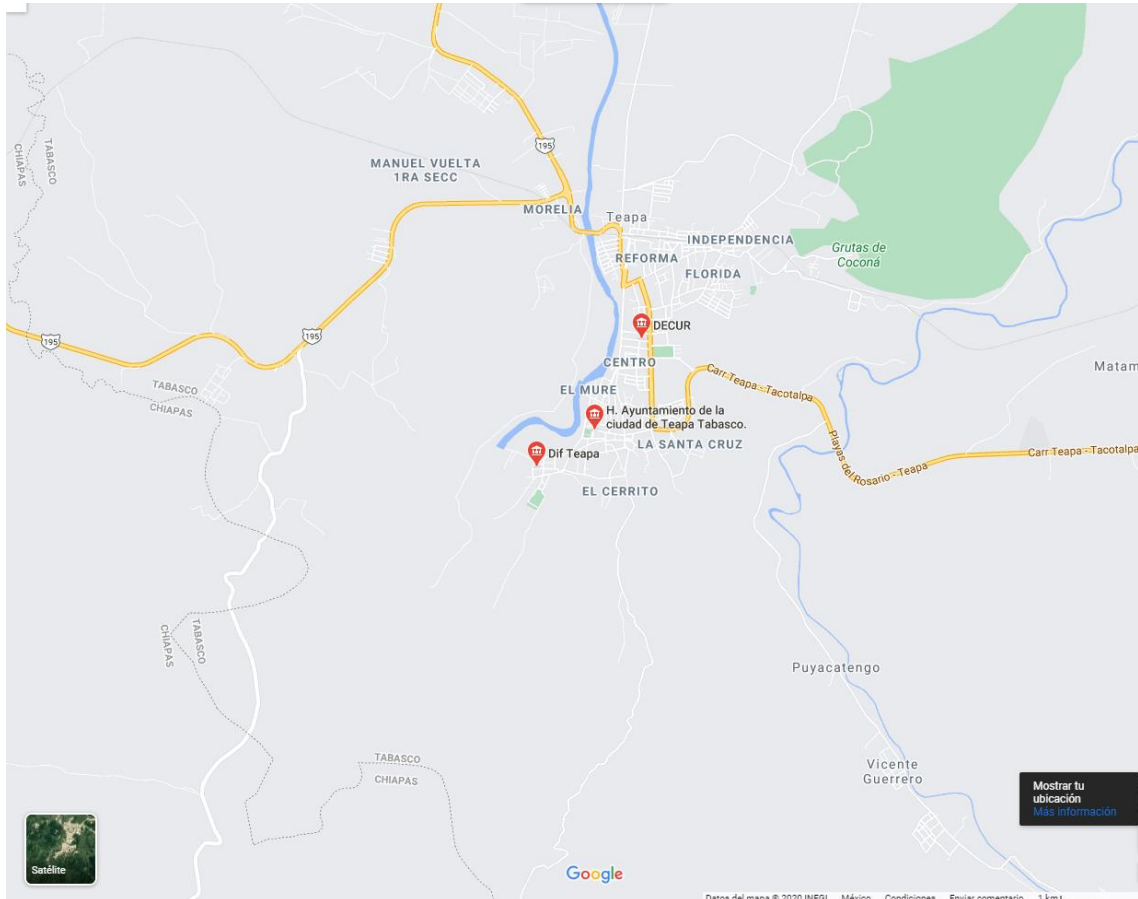 195
MANUEL VUELTA
1RA SECC
TABASCO
CHIAPAS
MORELIA
Teapa
INDEPENDENCIA
REFORMA
Grutas de
Coconá
FLORIDA
DECUR
195
195
CENTRO
Carr Teapa - Tacotalpa
Matam
TABASCO
CHIAPAS
EL MURE
H. Ayuntamiento de la
ciudad de Teapa Tabasco.
LA SANTA CRUZ
Playas del Rosario - Teapa
Carr Teapa - Tacotalpa
Dif Teapa
EL CERRITO
TABASCO
CHIAPAS
Puyacatengo
TABASCO
CHIAPAS
Vicente
Guerrero
Mostrar tu
ubicación
Más información
Satélite
Google
Datos del mapa © 2020 INEGI México Condiciones Enviar comentario 1 km